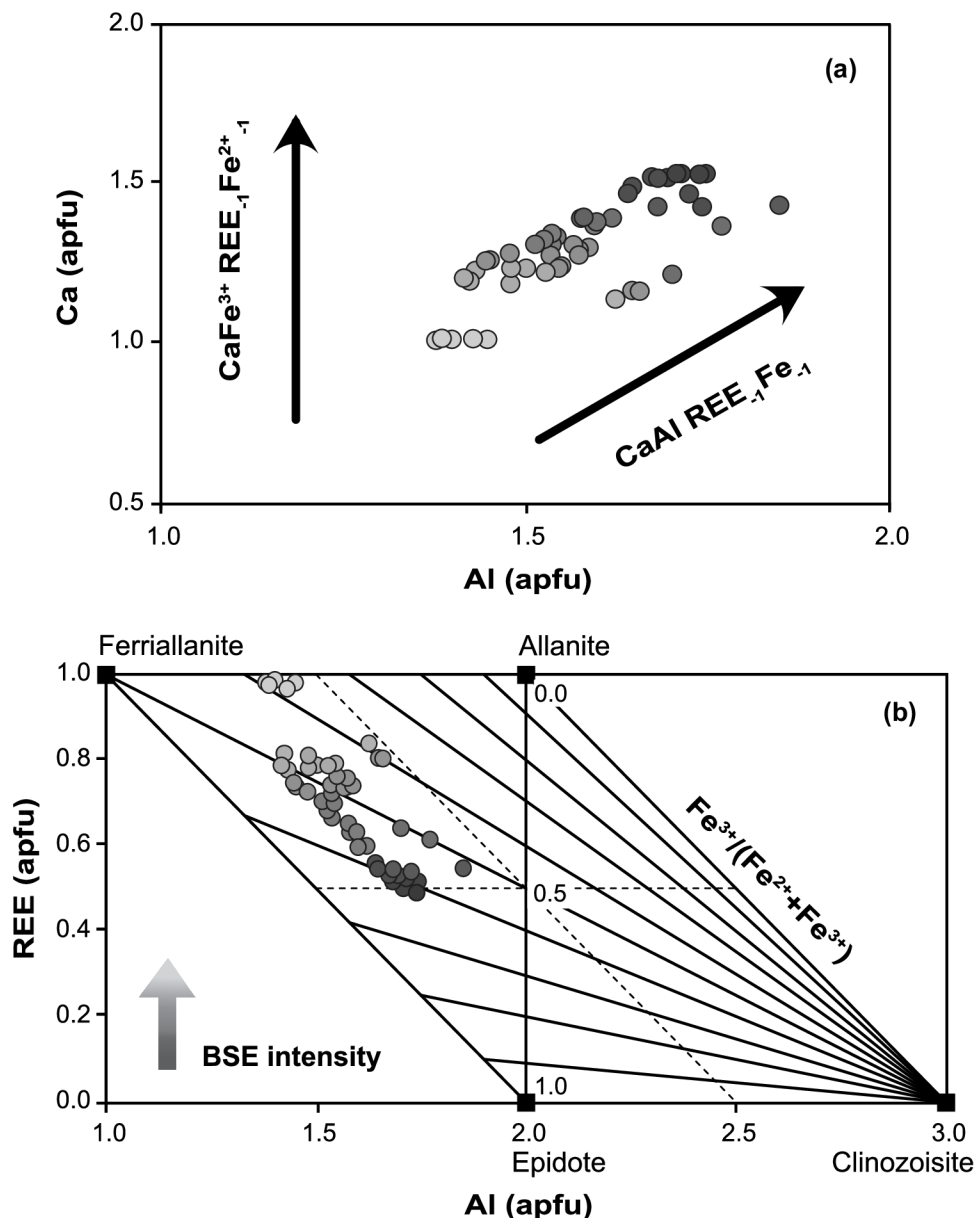 2.0
(a)
CaFe³⁺ REE₋₁Fe²⁺₋₁
Ca (apfu)
1.5
1.0
CaAl REE₋₁Fe₋₁
0.5
1.0
1.5
2.0
Al (apfu)
Ferriallanite
Allanite
1.0
0.0
(b)
0.8
REE (apfu)
0.6
Fe³⁺/(Fe²⁺+Fe³⁺)
0.5
0.4
0.2
BSE intensity
1.0
0.0
1.0
1.5
2.0
2.5
3.0
Epidote
Clinozoisite
Al (apfu)